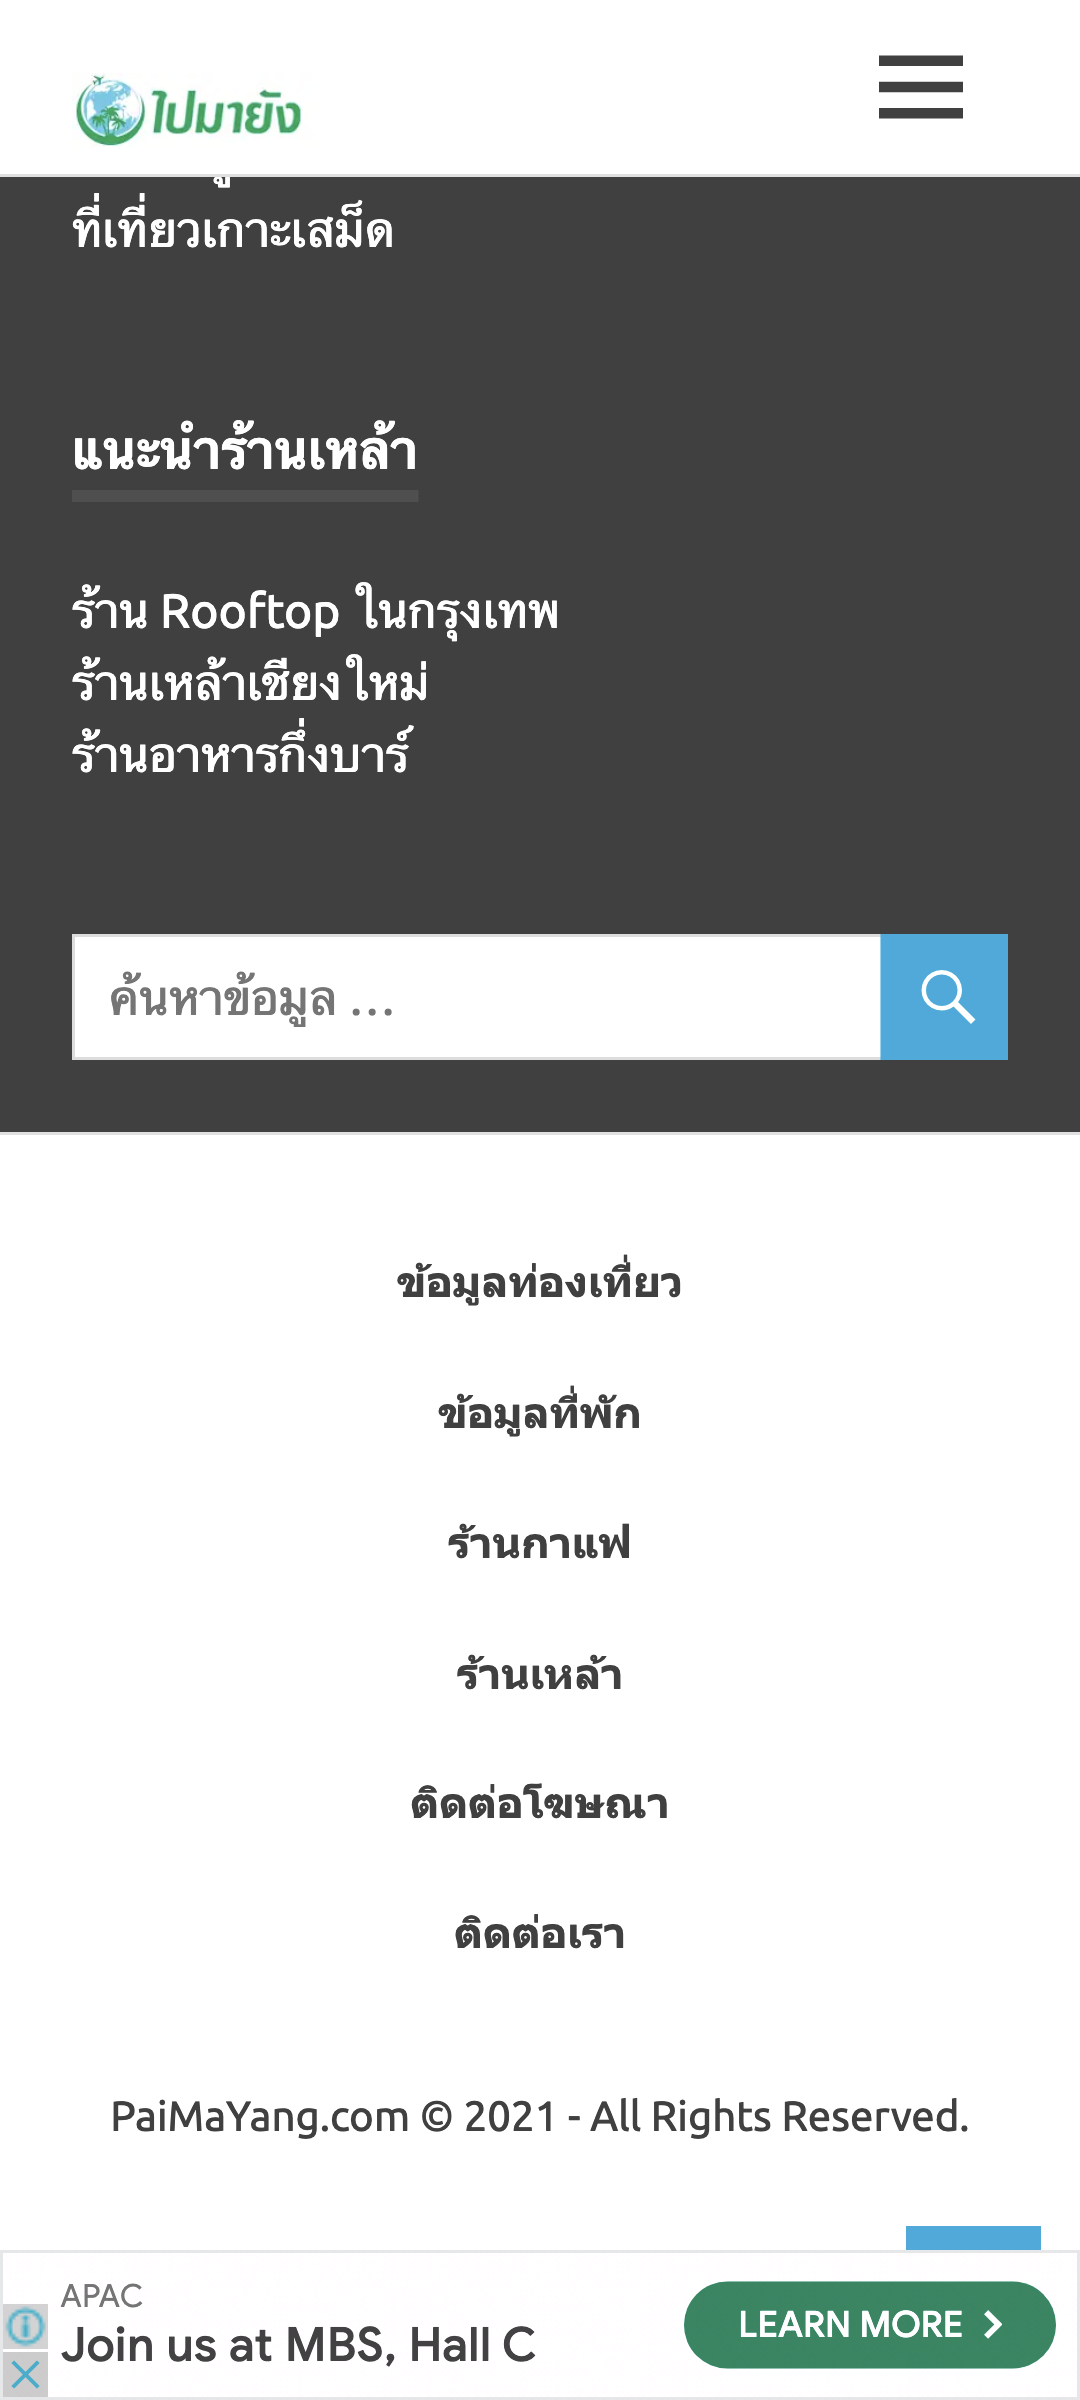 ไปมายัง
ที่เที่ยวเกาะเสม็ด
แนะนำร้านเหล้า
ร้าน Rooftop ในกรุงเทพ
ร้านเหล้าเชียงใหม่
ร้านอาหารกึ่งบาร์
ค้นหาข้อมูล ...
ข้อมูลท่องเที่ยว
ข้อมูลที่พัก
ร้านกาแฟ
ร้านเหล้า
ติดต่อโฆษณา
ติดต่อเรา
PaiMaYang.com © 2021 - All Rights Reserved.
APAC
Join us at MBS, Hall C
LEARN MORE